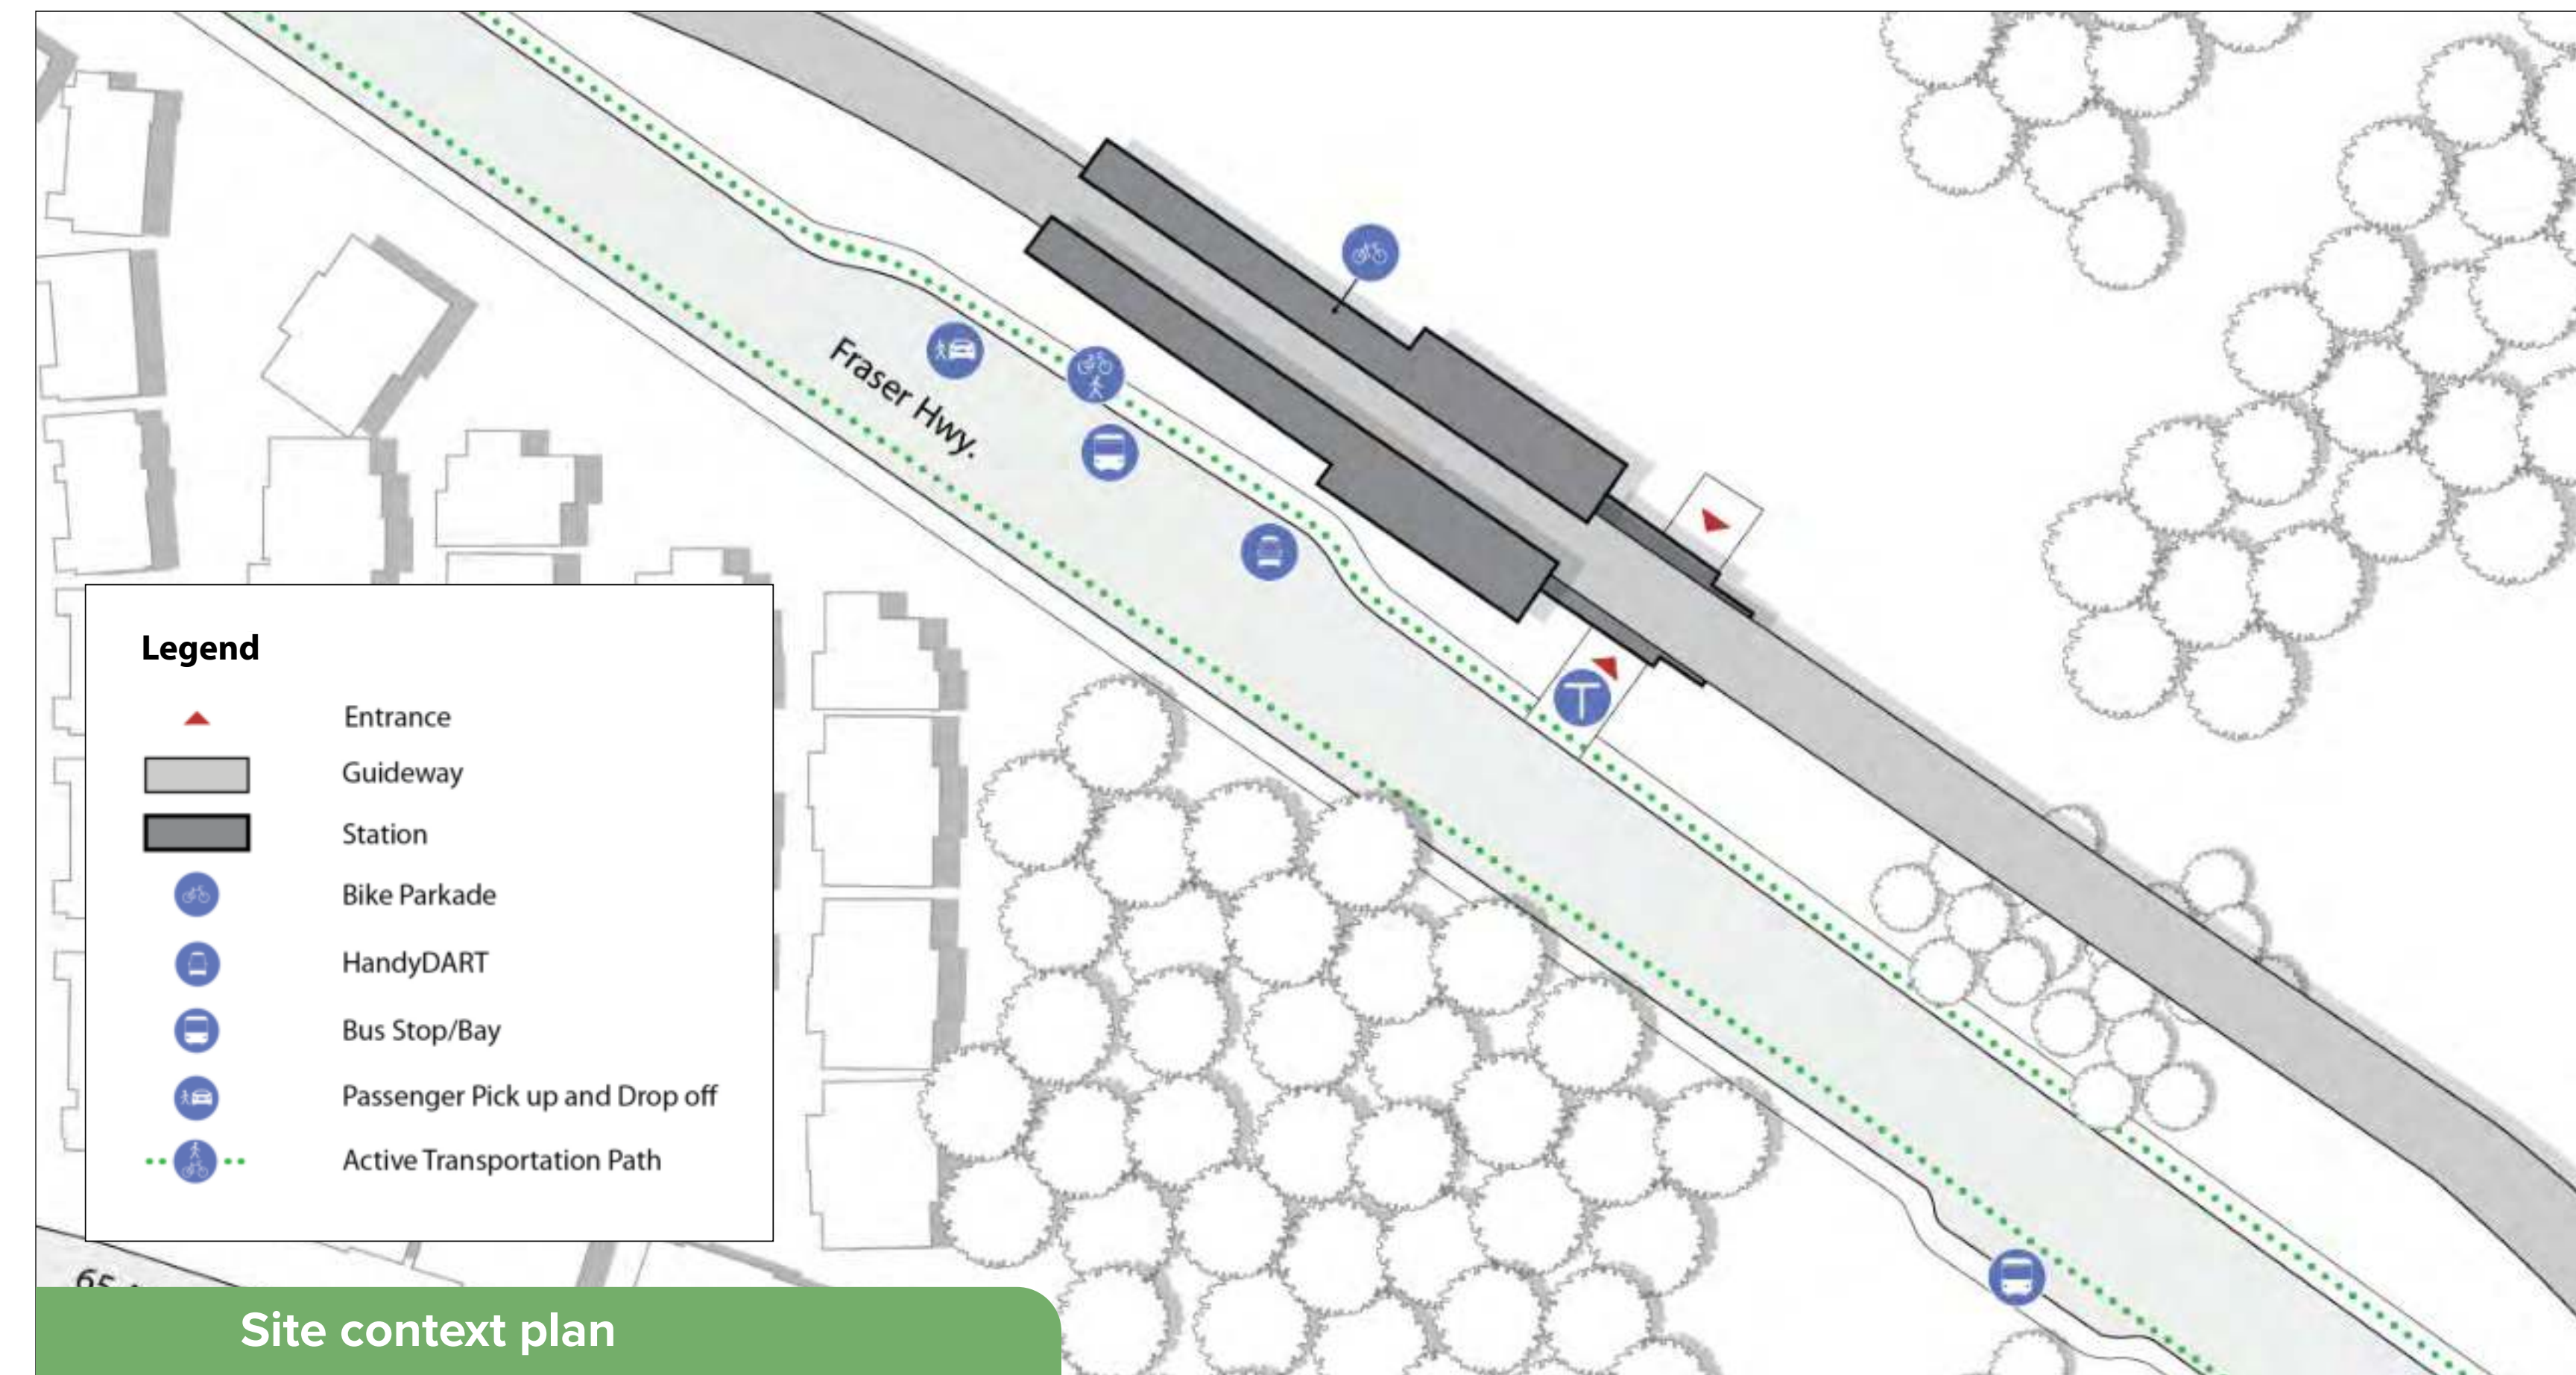 Fraser Hwy.
T
Legend
Entrance
Guideway
Station
Bike Parkade
HandyDART
Bus Stop/Bay
Passenger Pick up and Drop off
Active Transportation Path
65
Site context plan